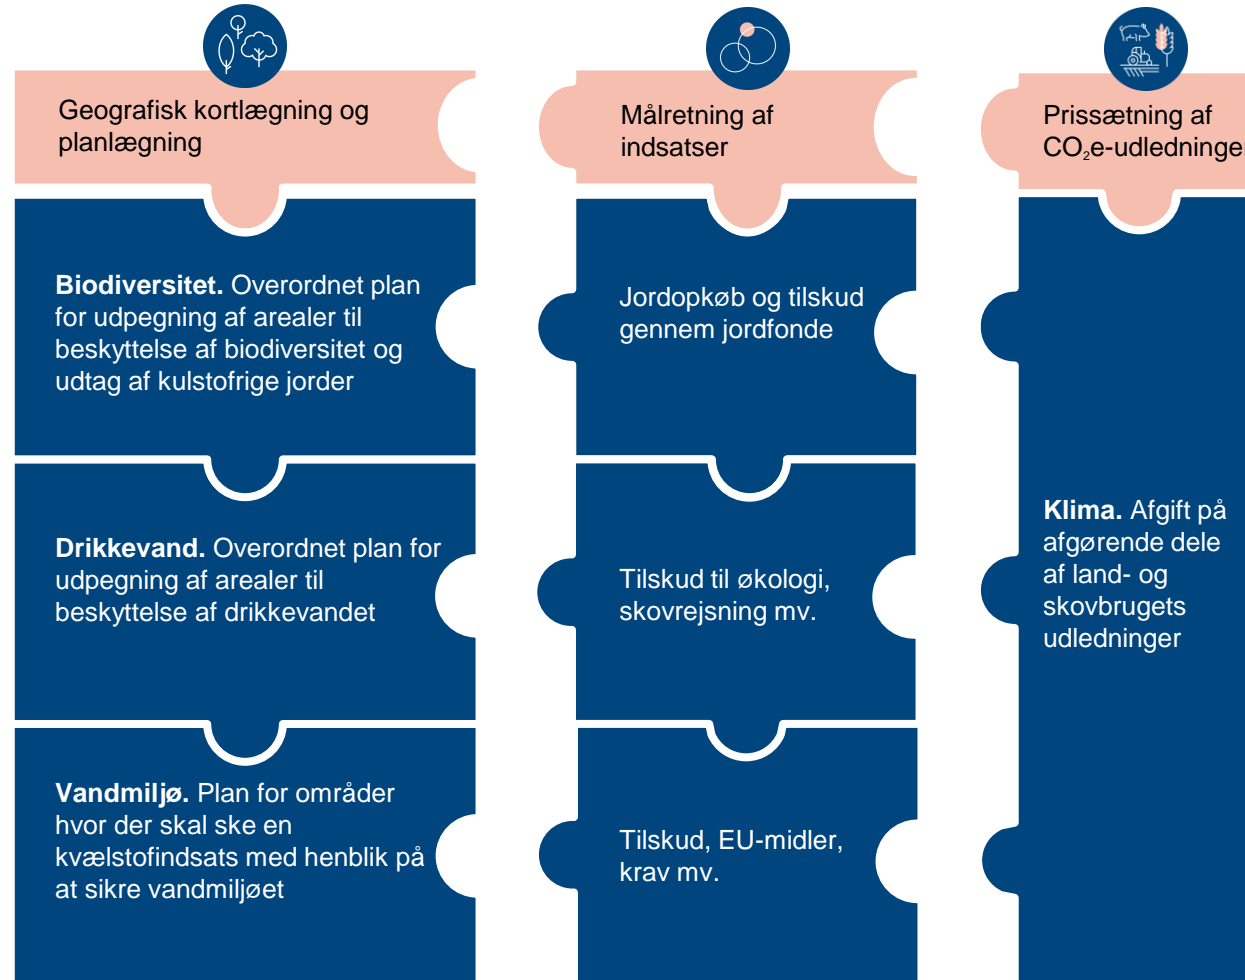 Geografisk kortlægning og
planlægning
Målretning af
indsatser
Prissætning af
CO₂e-udledninger
Biodiversitet. Overordnet plan
for udpegning af arealer til
beskyttelse af biodiversitet og
udtag af kulstofrige jorder
Jordopkøb og tilskud
gennem jordfonde
Drikkevand. Overordnet plan for
udpegning af arealer til
beskyttelse af drikkevandet
Tilskud til økologi,
skovrejsning mv.
Klima. Afgift på
afgørende dele
af land- og
skovbrugets
udledninger
Vandmiljø. Plan for områder
hvor der skal ske en
kvælstofindsats med henblik på
at sikre vandmiljøet
Tilskud, EU-midler,
krav mv.